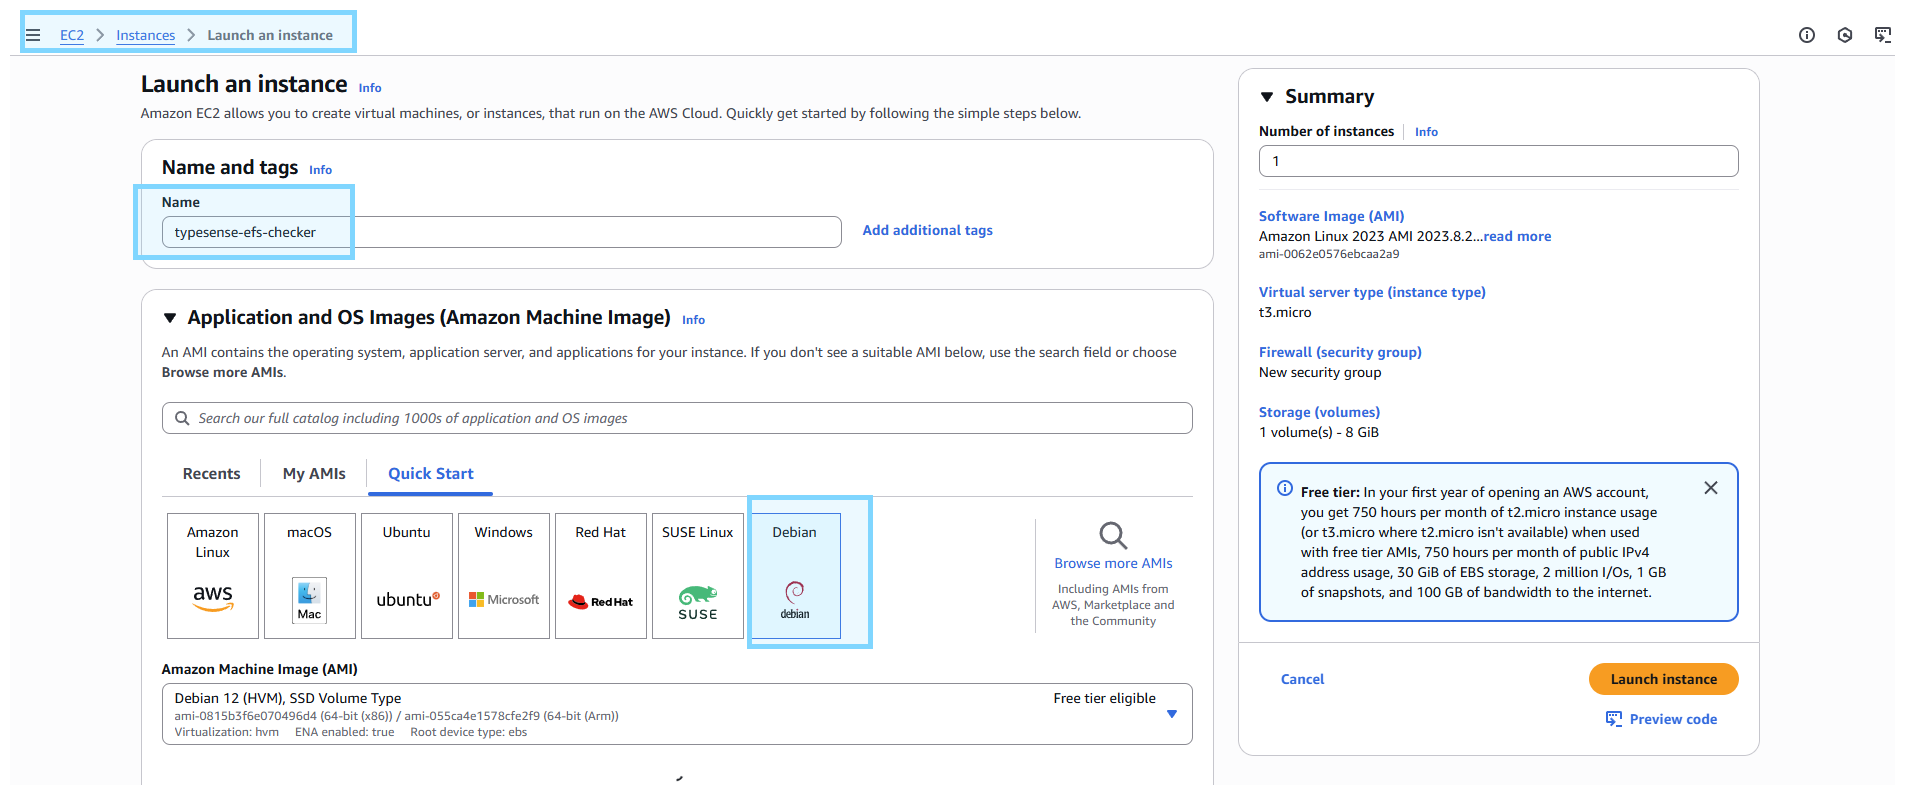 EC2 > Instances > Launch an instance
Launch an instance Info
Amazon EC2 allows you to create virtual machines, or instances, that run on the AWS Cloud. Quickly get started by following the simple steps below.
Name and tags Info
Name
typesense-efs-checker
Add additional tags
Application and OS Images (Amazon Machine Image) Info
An AMI contains the operating system, application server, and applications for your instance. If you don't see a suitable AMI below, use the search field or choose
Browse more AMIs.
Search our full catalog including 1000s of application and OS images
Recents
My AMIs
Quick Start
Amazon
Linux
aws
macOS
Mac
Ubuntu
ubuntu
Windows
Microsoft
Red Hat
Red Hat
SUSE Linux
SUSE
Debian
debian
Browse more AMIs
Including AMIs from
AWS, Marketplace and
the Community
Amazon Machine Image (AMI)
Debian 12 (HVM), SSD Volume Type
Free tier eligible
ami-0815b3f6e070496d4 (64-bit (x86)) / ami-055ca4e1578cfe2f9 (64-bit (Arm))
Virtualization: hvm ENA enabled: true Root device type: ebs
Summary
Number of instances Info
1
Software Image (AMI)
Amazon Linux 2023 AMI 2023.8.2...read more
ami-0062e0576ebcaa2a9
Virtual server type (instance type)
t3.micro
Firewall (security group)
New security group
Storage (volumes)
1 volume(s) - 8 GiB
Free tier: In your first year of opening an AWS account,
you get 750 hours per month of t2.micro instance usage
(or t3.micro where t2.micro isn't available) when used
with free tier AMIs, 750 hours per month of public IPv4
address usage, 30 GiB of EBS storage, 2 million I/Os, 1 GB
of snapshots, and 100 GB of bandwidth to the internet.
Cancel
Launch instance
Preview code